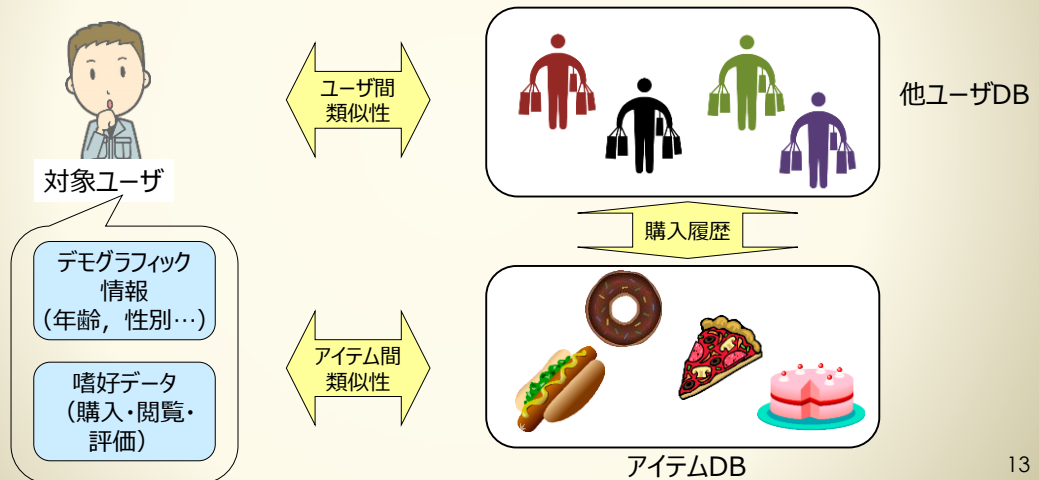 ユーザ間
類似性
他ユーザDB
対象ユーザ
購入履歴
デモグラフィック
情報
（年齢，性別…）
アイテム間
類似性
嗜好データ
（購入・閲覧・
評価）
アイテムDB
13